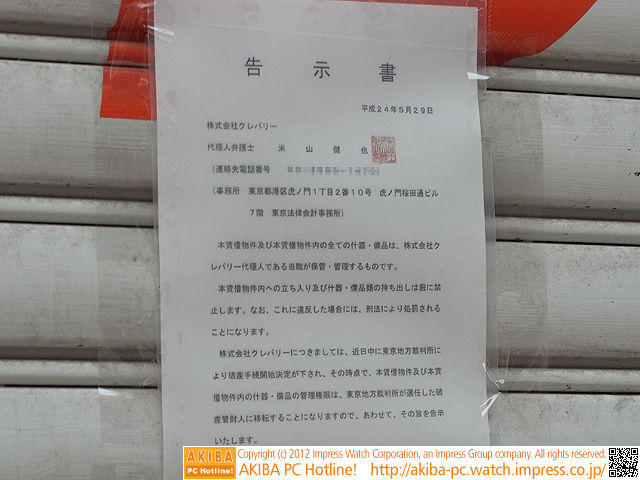 告示書
平成24年5月29日
株式会社クレバリー
代理人弁護士 米山健也
(連絡先電話番号
(事務所 東京都港区虎ノ門1丁目2番10号 虎ノ門桜田通ビル
7階 東京法律会計事務所)
本賃借物件及び本賃借物件内の全ての什器・備品は、株式会社ク
レバリー代理人である当職が保管・管理するものです。
本賃借物件内への立ち入り及び什器・備品類の持ち出しは厳に禁
止します。なお、これに違反した場合には、刑法により処罰される
ことになります。
株式会社クレバリーにつきましては、近日中に東京地方裁判所に
より破産手続開始決定が下され、その時点で、本賃借物件及び本賃
借物件内の什器・備品の管理権限は、東京地方裁判所が選任した破
産管財人に移転することになりますので、あわせて、その旨を告示
いたします。
AKIBA PC Hotline!
Copyright (c) 2012 Impress Watch Corporation, an Impress Group company. All rights reserved.
AKIBA PC Hotline! http://akiba-pc.watch.impress.co.jp/